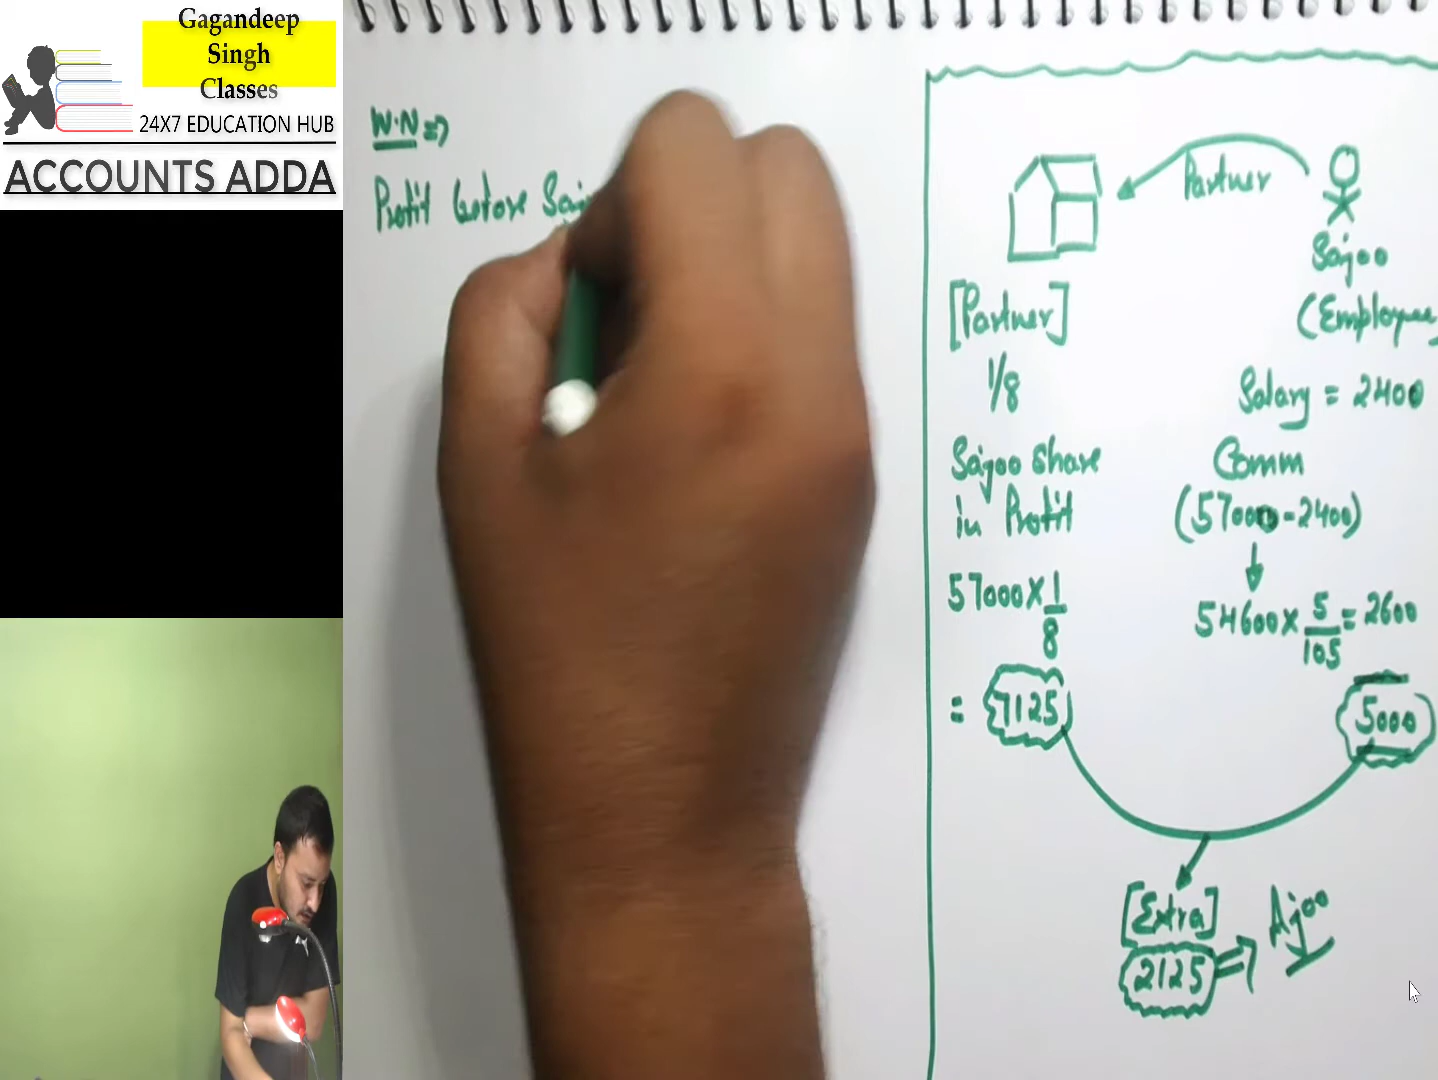 Gagandeep
Singh
Classes
24X7 EDUCATION HUB
ACCOUNTS ADDA
W.N ⇒
Profit before
Partner
Sajoo
(Employee
[Partner]
1/8
Salary = 2400
Sajoo share
in Profit
Comm
(57000-2400)
57000 × 1/8
54600 × 5/105 = 2600
= 7125
5000
[Extra]
2125 ⇒ Ajoo